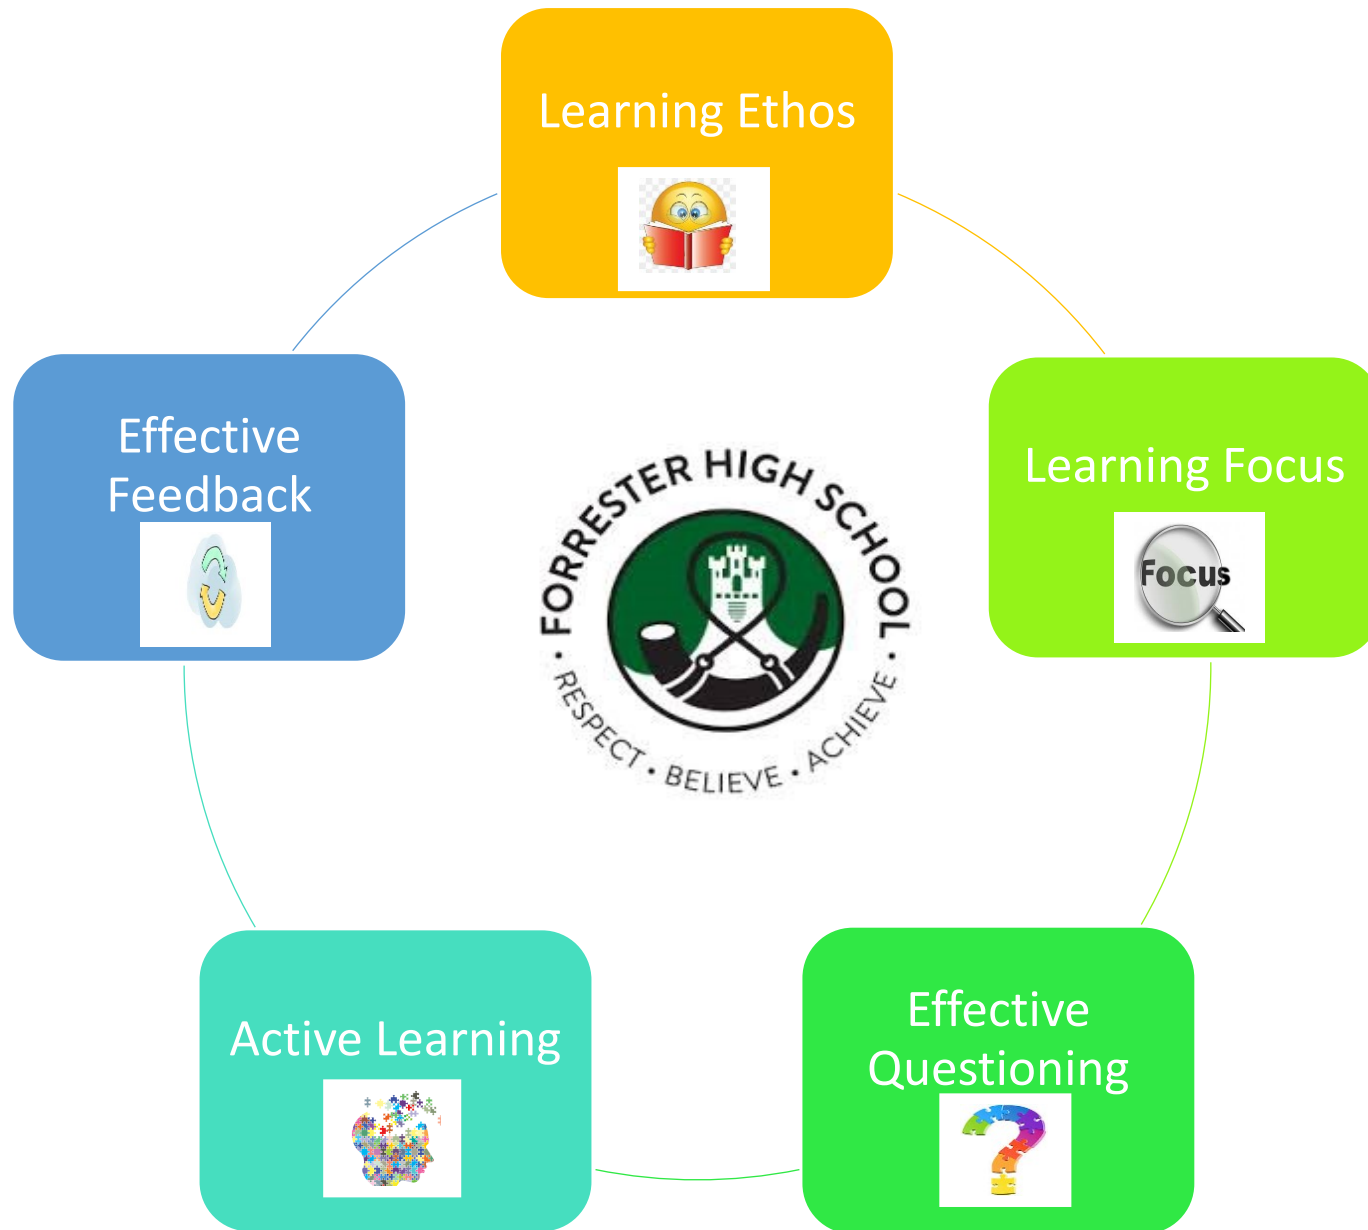 Learning Ethos
Effective
Feedback
Learning Focus
Focus
FORRESTER HIGH SCHOOL
· RESPECT · BELIEVE · ACHIEVE ·
Active Learning
Effective
Questioning